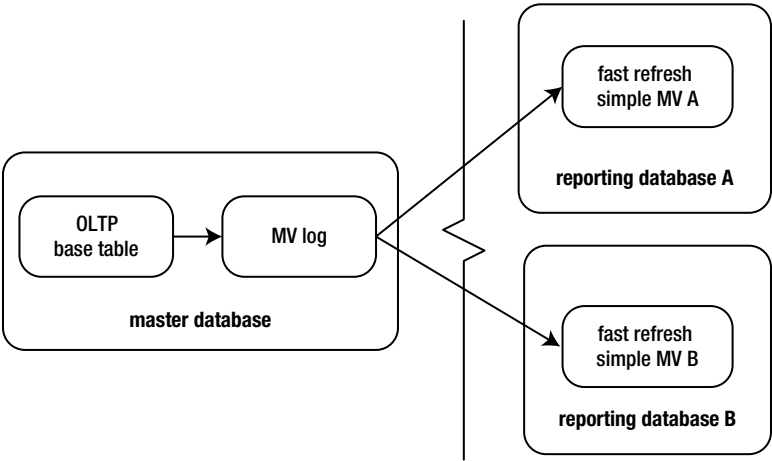 OLTP
base table
MV log
master database
fast refresh
simple MV A
reporting database A
fast refresh
simple MV B
reporting database B